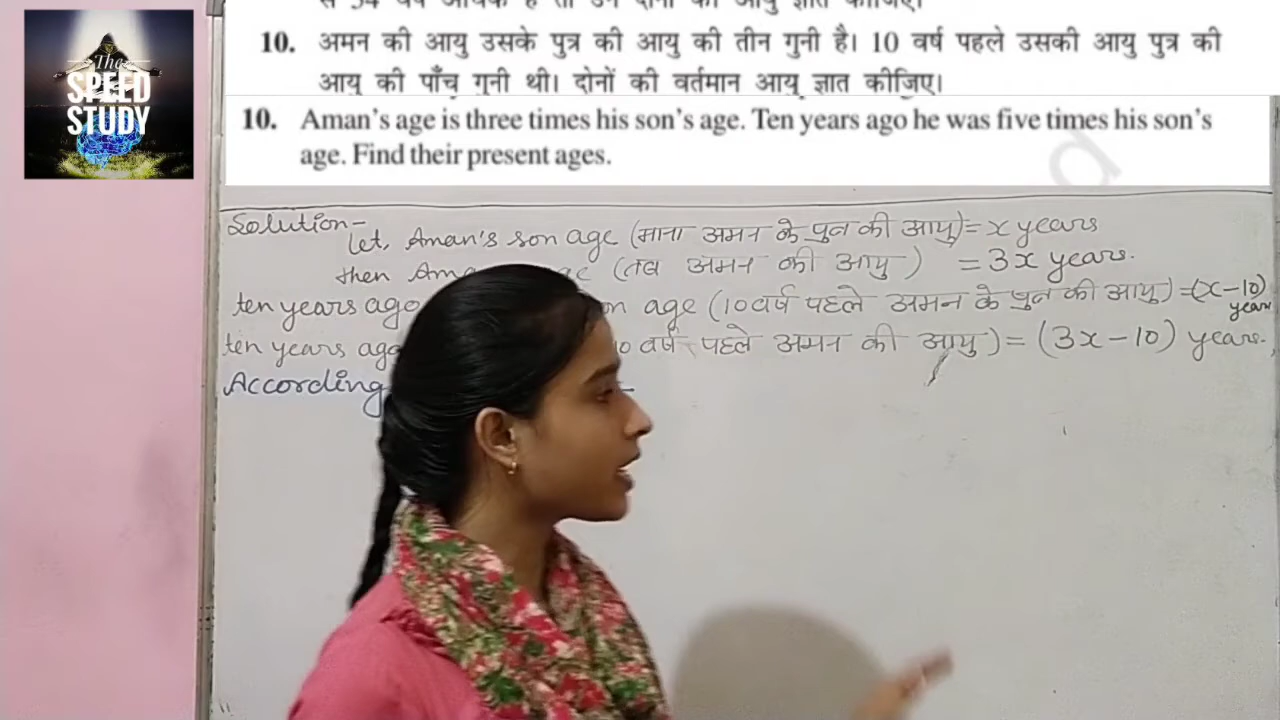 The
SPEED
STUDY
10. अमन की आयु उसके पुत्र की आयु की तीन गुनी है। 10 वर्ष पहले उसकी आयु पुत्र की
आयु की पाँच गुनी थी। दोनों की वर्तमान आयु ज्ञात कीजिए।
10. Aman's age is three times his son's age. Ten years ago he was five times his son's
age. Find their present ages.
Solution-
Let, Aman's son age (माना अमन के पुत्र की आयु) = x years
then (तब अमन की आयु ) = 3x years.
ten years ago age (10 वर्ष पहले अमन के पुत्र की आयु) = (x-10)
year
ten years ago 10 वर्ष पहले अमन की आयु) = (3x-10) years.
According